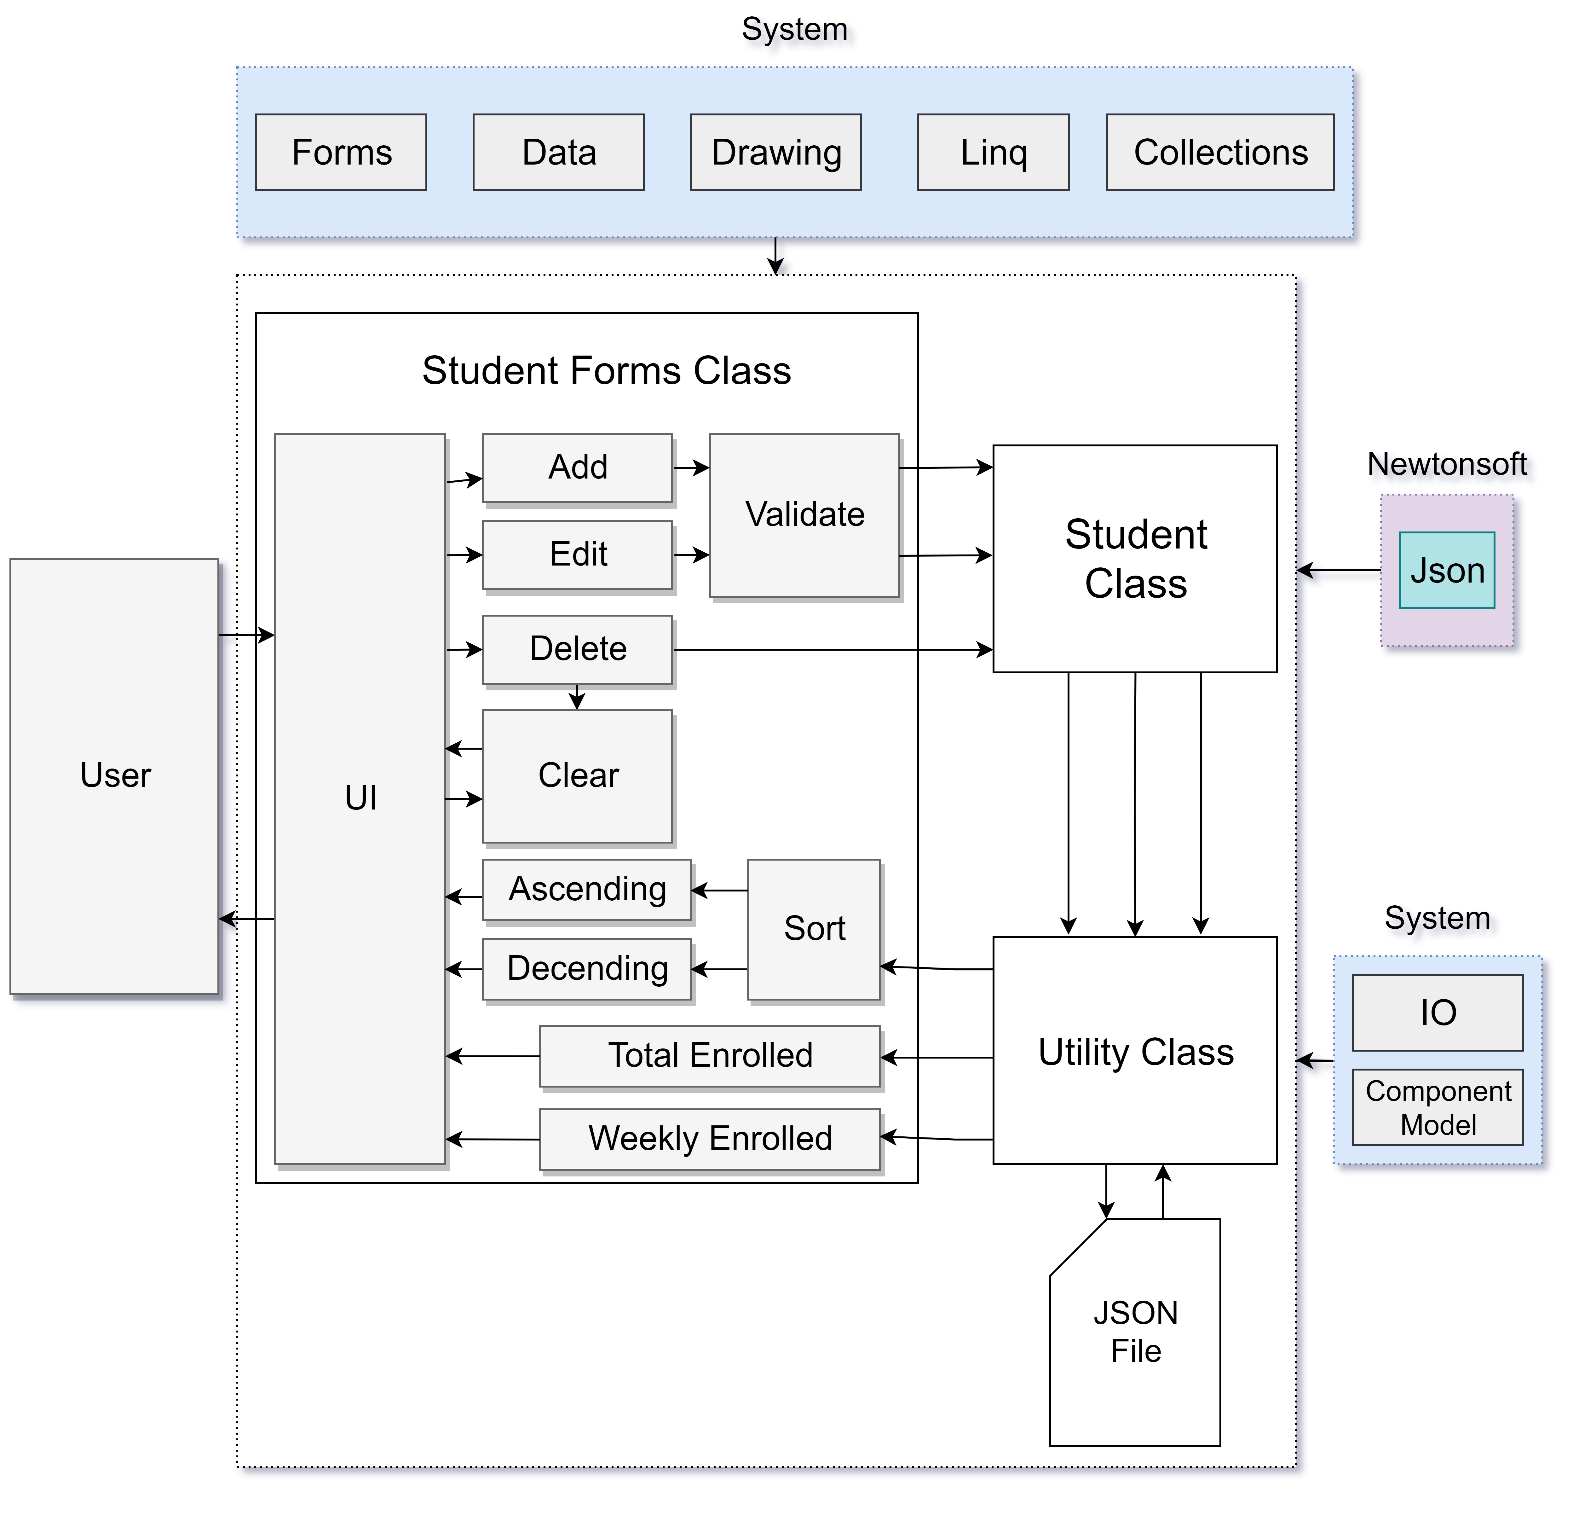 System
Forms
Data
Drawing
Linq
Collections
Student Forms Class
Add
Validate
Edit
Student
Class
Newtonsoft
Json
Delete
User
UI
Clear
Ascending
Sort
Decending
System
IO
Total Enrolled
Utility Class
Component
Model
Weekly Enrolled
JSON
File